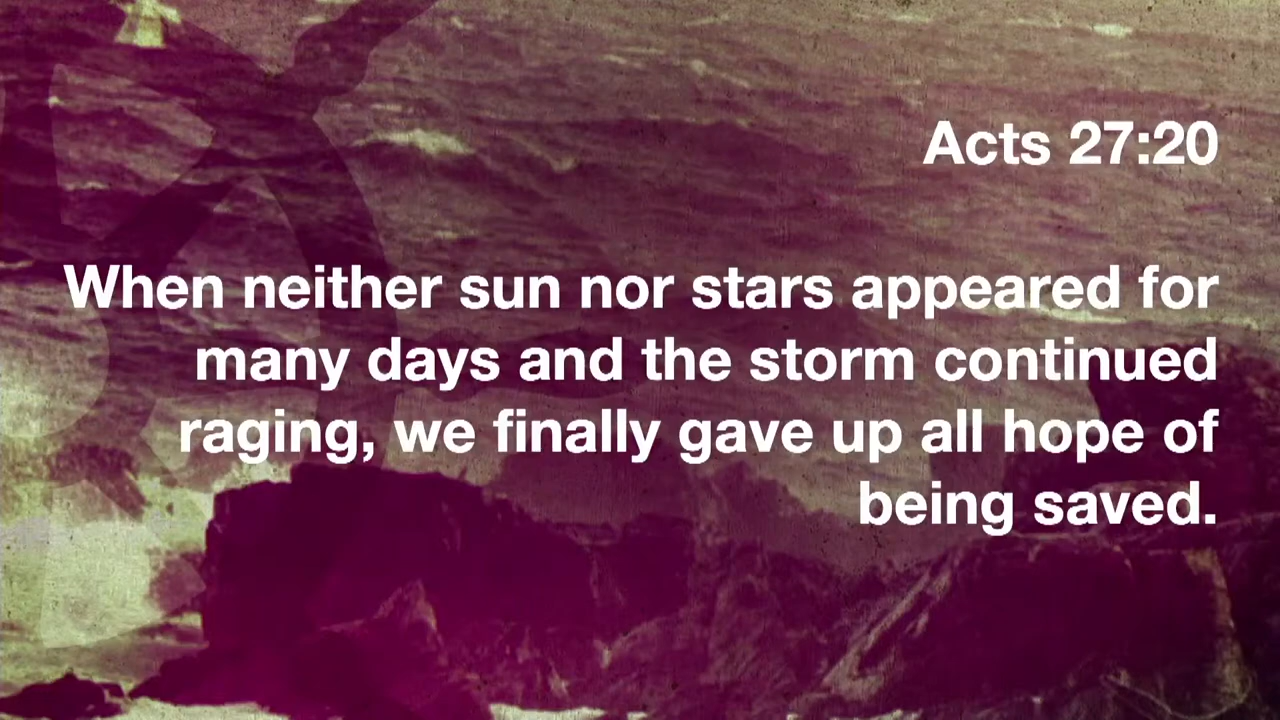 Acts 27:20
When neither sun nor stars appeared for
many days and the storm continued
raging, we finally gave up all hope of
being saved.